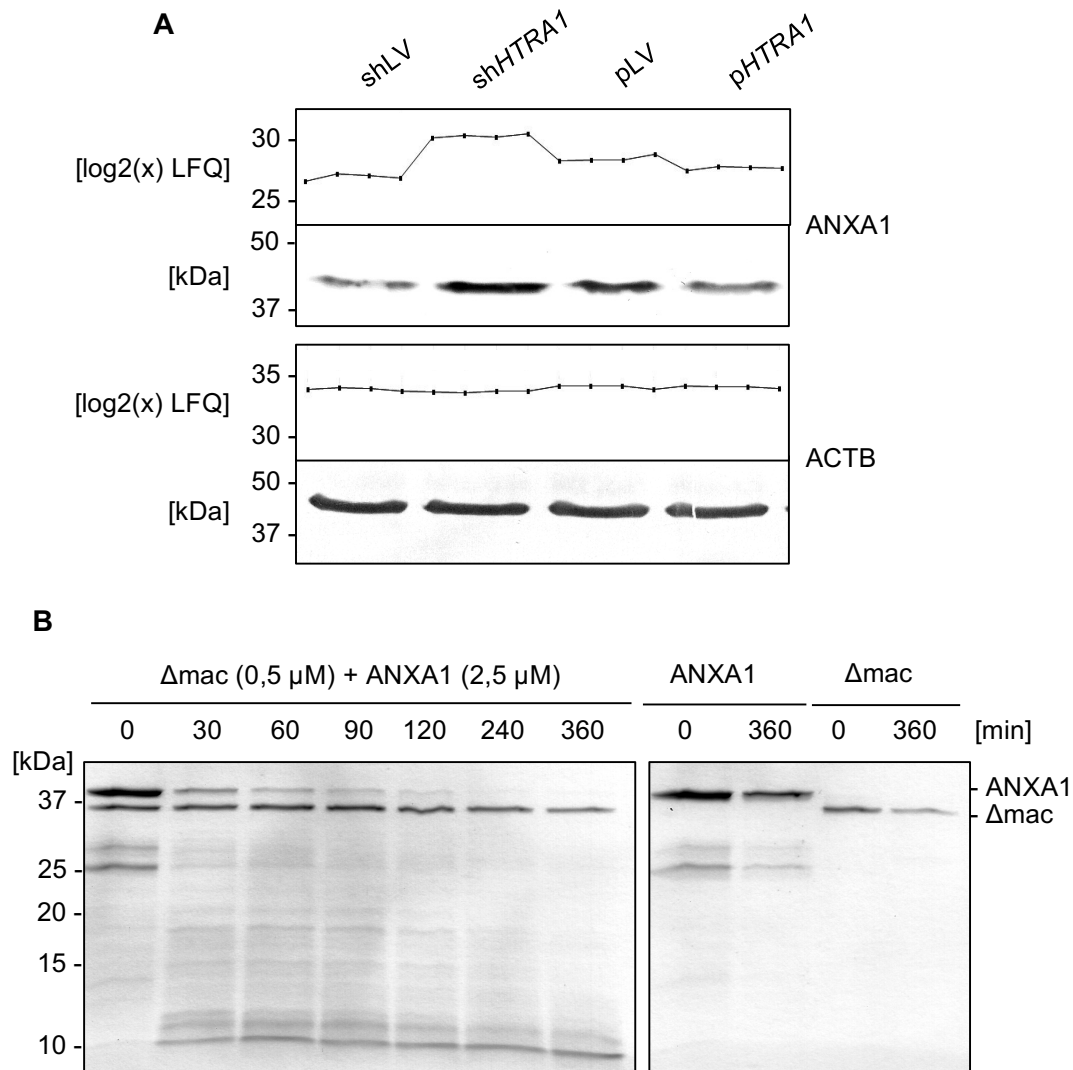 A
shLV shHTRA1 pLV pHTRA1
30 -
[log2(x) LFQ]
25 -
ANXA1
50 -
[kDa]
37 -
35 -
[log2(x) LFQ]
30 -
ACTB
50 -
[kDa]
37 -
B
Δmac (0,5 µM) + ANXA1 (2,5 µM) ANXA1 Δmac
0 30 60 90 120 240 360 0 360 0 360 [min]
[kDa]
37 -
- ANXA1
- Δmac
25 -
20 -
15 -
10 -